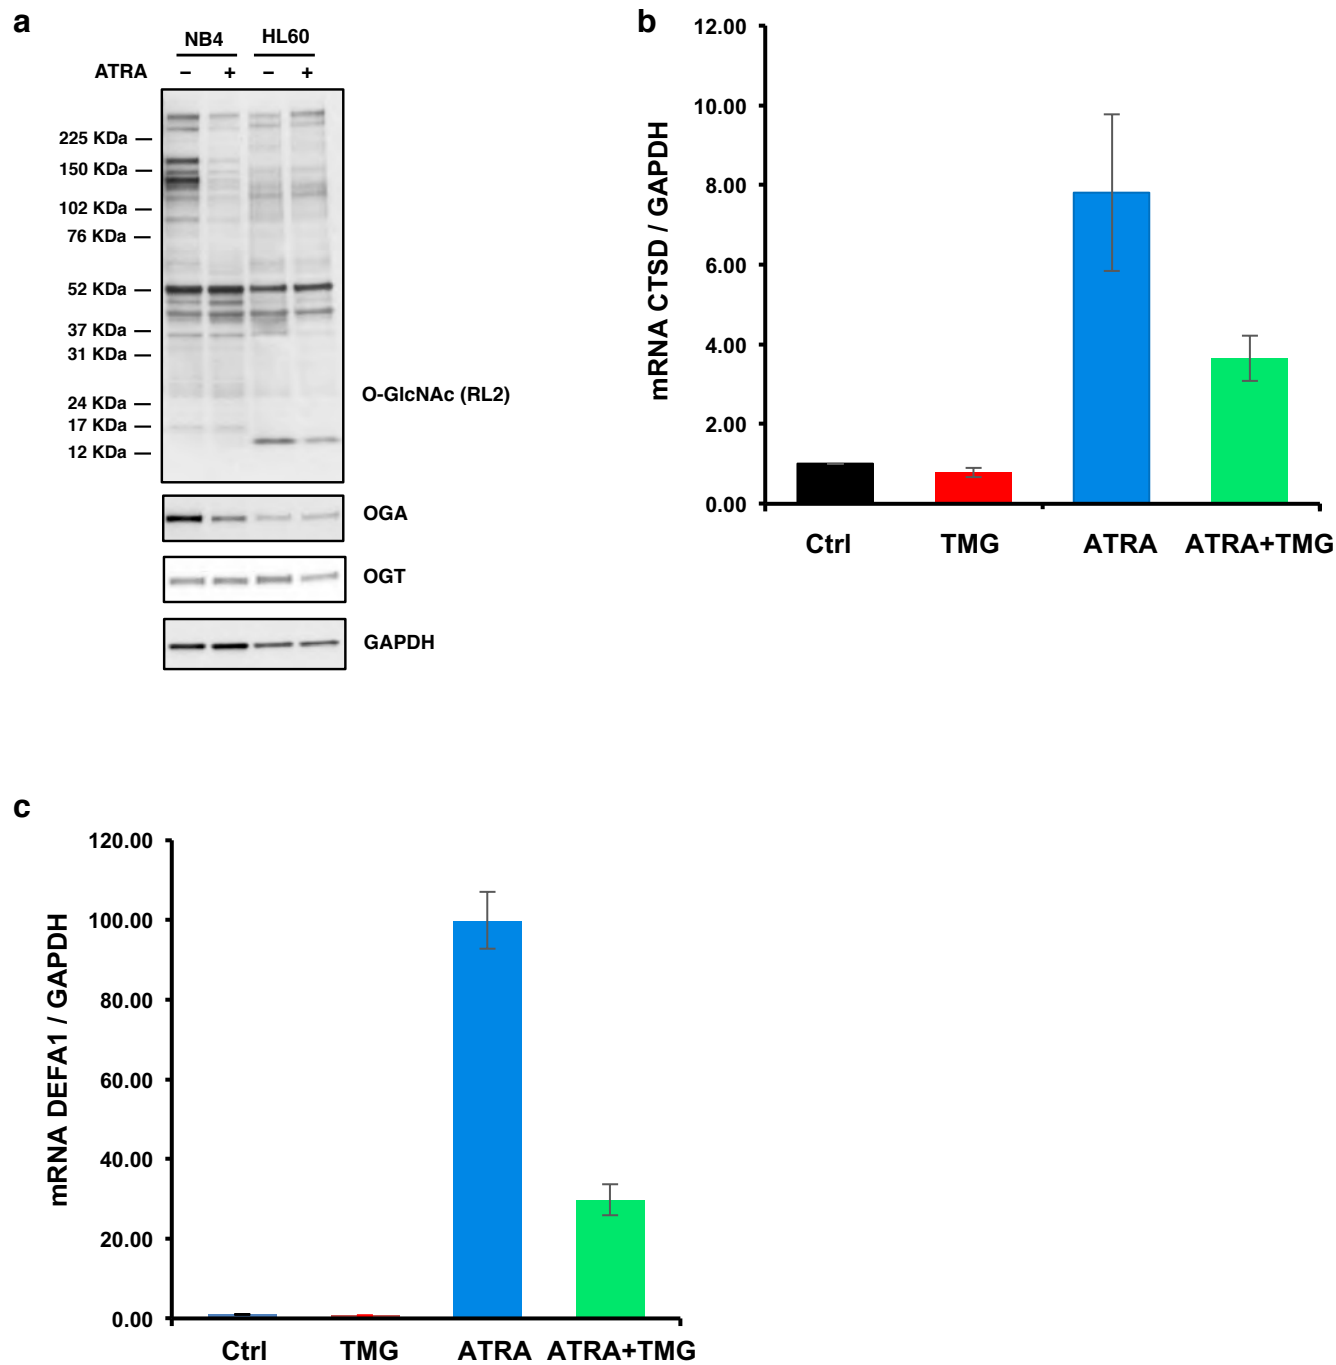 a
NB4 HL60
ATRA – + – +
225 KDa
150 KDa
102 KDa
76 KDa
52 KDa
37 KDa
31 KDa
24 KDa
17 KDa
12 KDa
O-GlcNAc (RL2)
OGA
OGT
GAPDH
b
mRNA CTSD / GAPDH
12.00
10.00
8.00
6.00
4.00
2.00
0.00
Ctrl TMG ATRA ATRA+TMG
c
mRNA DEFA1 / GAPDH
120.00
100.00
80.00
60.00
40.00
20.00
0.00
Ctrl TMG ATRA ATRA+TMG